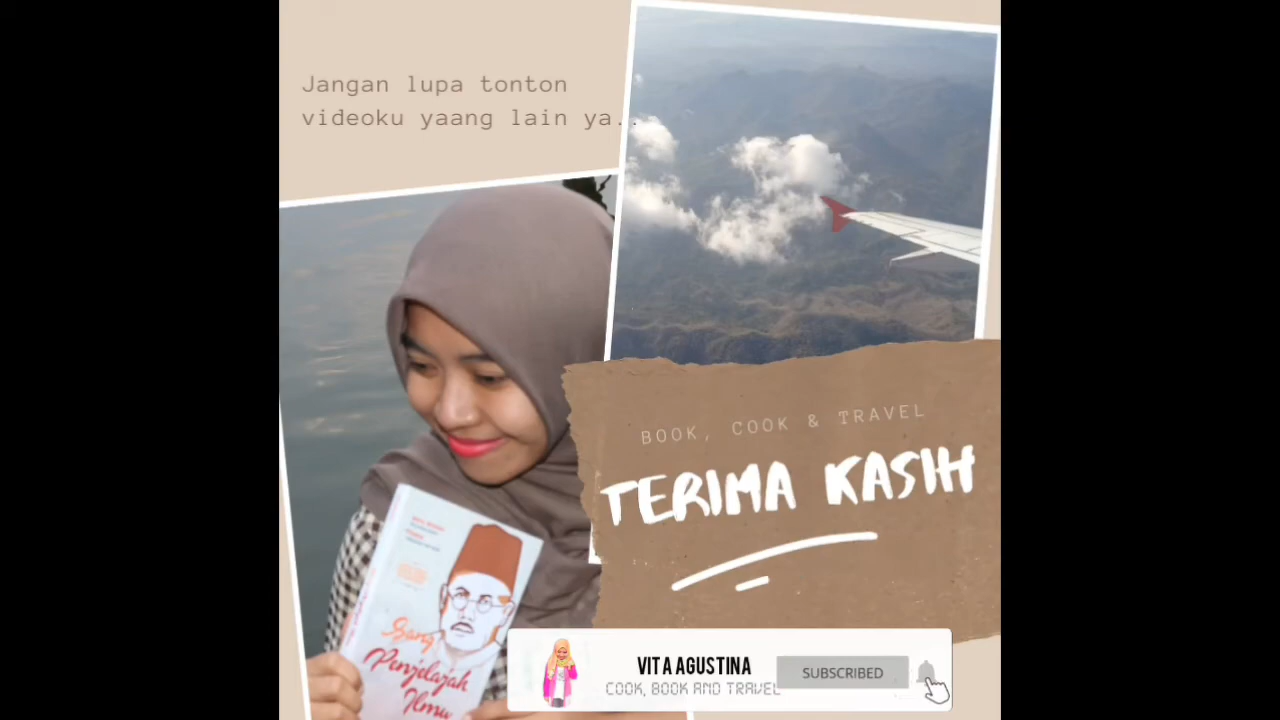 Jangan lupa tonton
videoku yaang lain ya..
BOOK, COOK & TRAVEL
TERIMA KASIH
Sang
Penjelajah
Ilmu
VITA AGUSTINA
COOK, BOOK AND TRAVEL
SUBSCRIBED